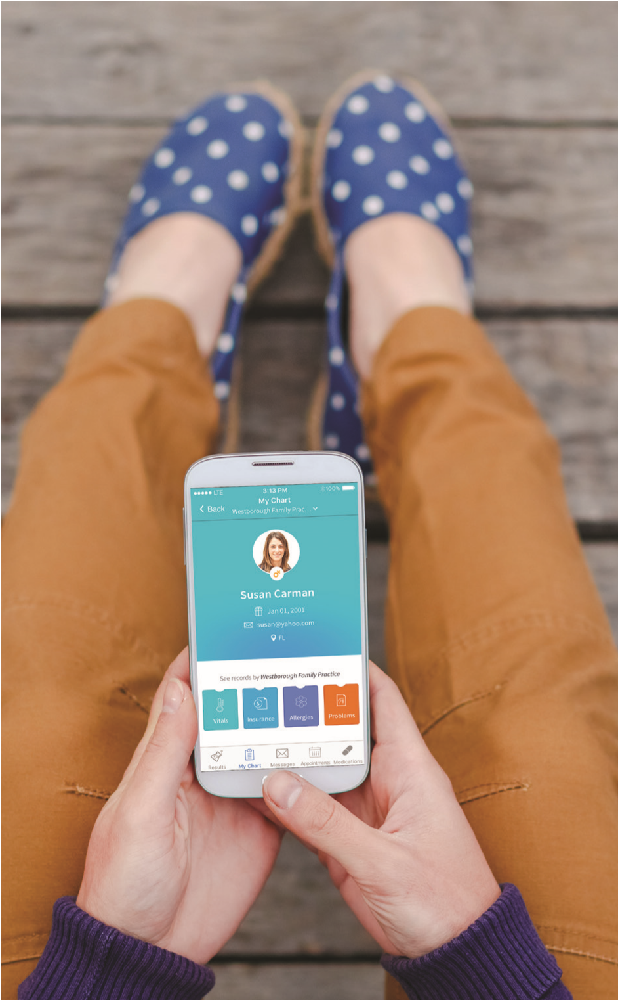 LTE 3:13 PM 100%
My Chart
Back
Westborough Family Prac...
Susan Carman
Jan 01, 2001
susan@yahoo.com
FL
See records by Westborough Family Practice
Vitals Insurance Allergies Problems
Results My Chart Messages Appointments Medications